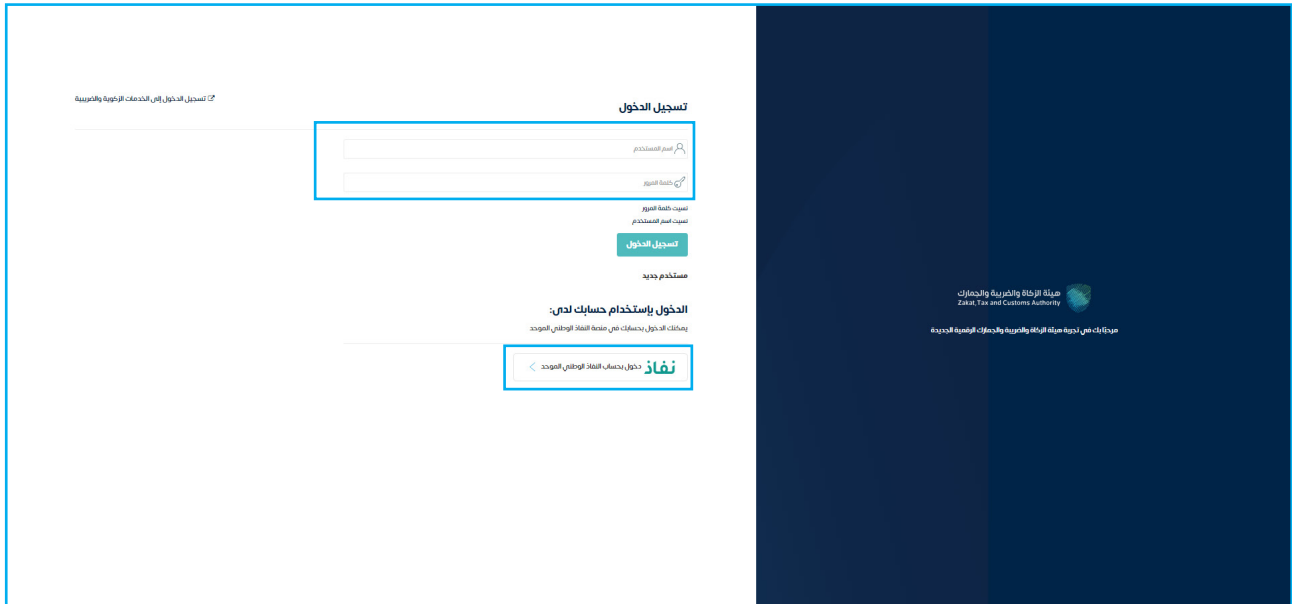 تسجيل الدخول إلى الخدمات الزكوية والضريبية
تسجيل الدخول
اسم المستخدم
كلمة المرور
نسيت كلمة المرور
نسيت اسم المستخدم
تسجيل الدخول
مستخدم جديد
الدخول بإستخدام حسابك لدى:
يمكنك الدخول بحسابك في منصة النفاذ الوطني الموحد
نفاذ دخول بحساب النفاذ الوطني الموحد
هيئة الزكاة والضريبة والجمارك
Zakat, Tax and Customs Authority
مرحبًا بك في تجربة هيئة الزكاة والضريبة والجمارك الرقمية الجديدة